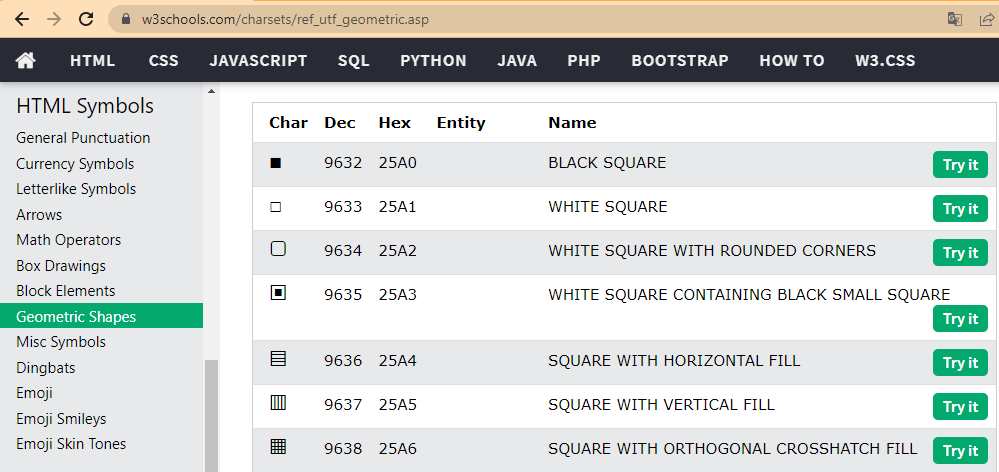 w3schools.com/charsets/ref_utf_geometric.asp
HTML CSS JAVASCRIPT SQL PYTHON JAVA PHP BOOTSTRAP HOW TO W3.CSS
HTML Symbols
General Punctuation
Currency Symbols
Letterlike Symbols
Arrows
Math Operators
Box Drawings
Block Elements
Geometric Shapes
Misc Symbols
Dingbats
Emoji
Emoji Smileys
Emoji Skin Tones
Char Dec Hex Entity Name
■ 9632 25A0 BLACK SQUARE Try it
□ 9633 25A1 WHITE SQUARE Try it
▢ 9634 25A2 WHITE SQUARE WITH ROUNDED CORNERS Try it
▣ 9635 25A3 WHITE SQUARE CONTAINING BLACK SMALL SQUARE
Try it
▤ 9636 25A4 SQUARE WITH HORIZONTAL FILL Try it
▥ 9637 25A5 SQUARE WITH VERTICAL FILL Try it
▦ 9638 25A6 SQUARE WITH ORTHOGONAL CROSSHATCH FILL Try it